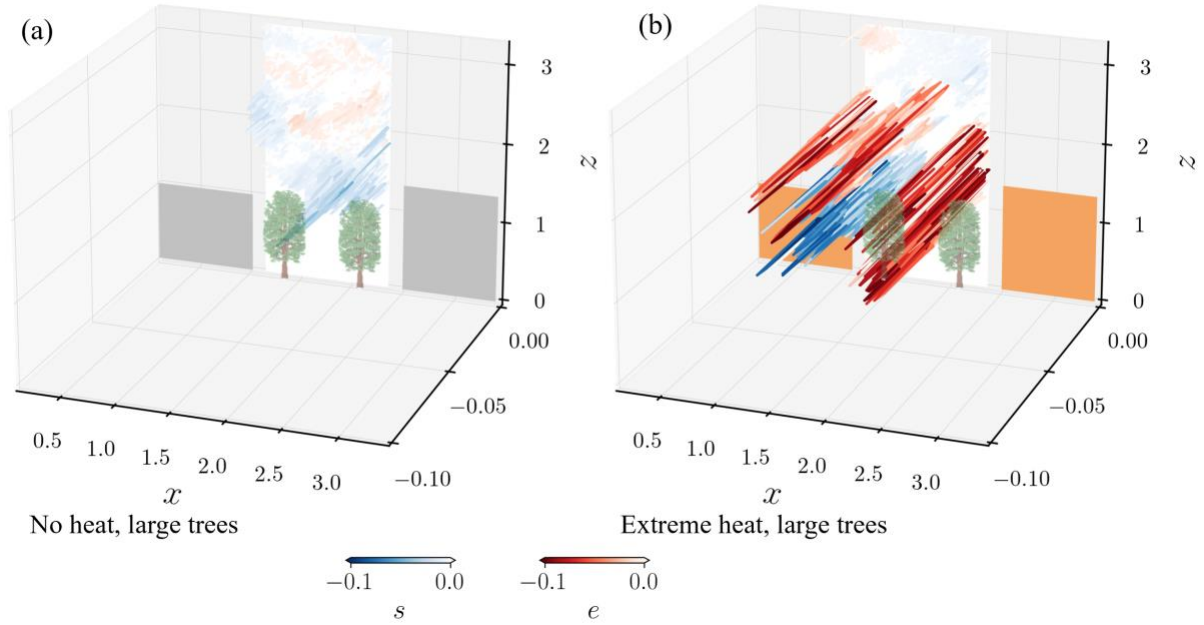 (a)
(b)
3
2
1
0
z
0.00
−0.05
−0.10
0.5 1.0 1.5 2.0 2.5 3.0
x
3
2
1
0
z
0.00
−0.05
−0.10
0.5 1.0 1.5 2.0 2.5 3.0
x
No heat, large trees
Extreme heat, large trees
−0.1 0.0
s
−0.1 0.0
e